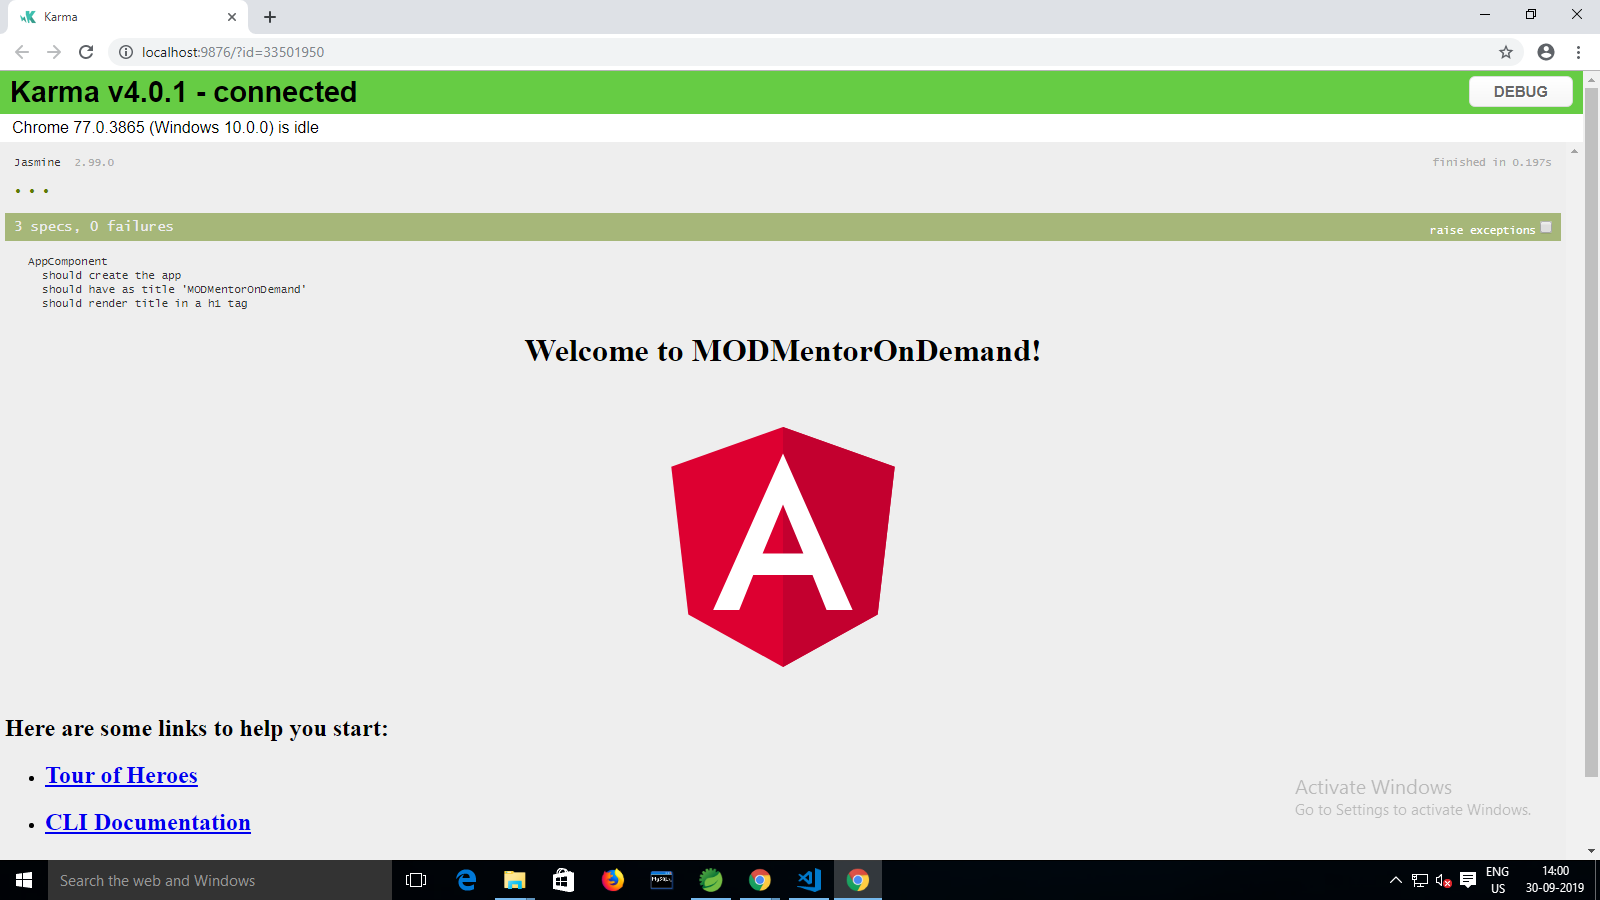 Karma
localhost:9876/?id=33501950
Karma v4.0.1 - connected
DEBUG
Chrome 77.0.3865 (Windows 10.0.0) is idle
Jasmine 2.99.0
finished in 0.197s
3 specs, 0 failures
raise exceptions
AppComponent
should create the app
should have as title 'MODMentorOnDemand'
should render title in a h1 tag
Welcome to MODMentorOnDemand!
A
Here are some links to help you start:
Tour of Heroes
CLI Documentation
Activate Windows
Go to Settings to activate Windows.
Search the web and Windows
MySQL
ENG
US
14:00
30-09-2019